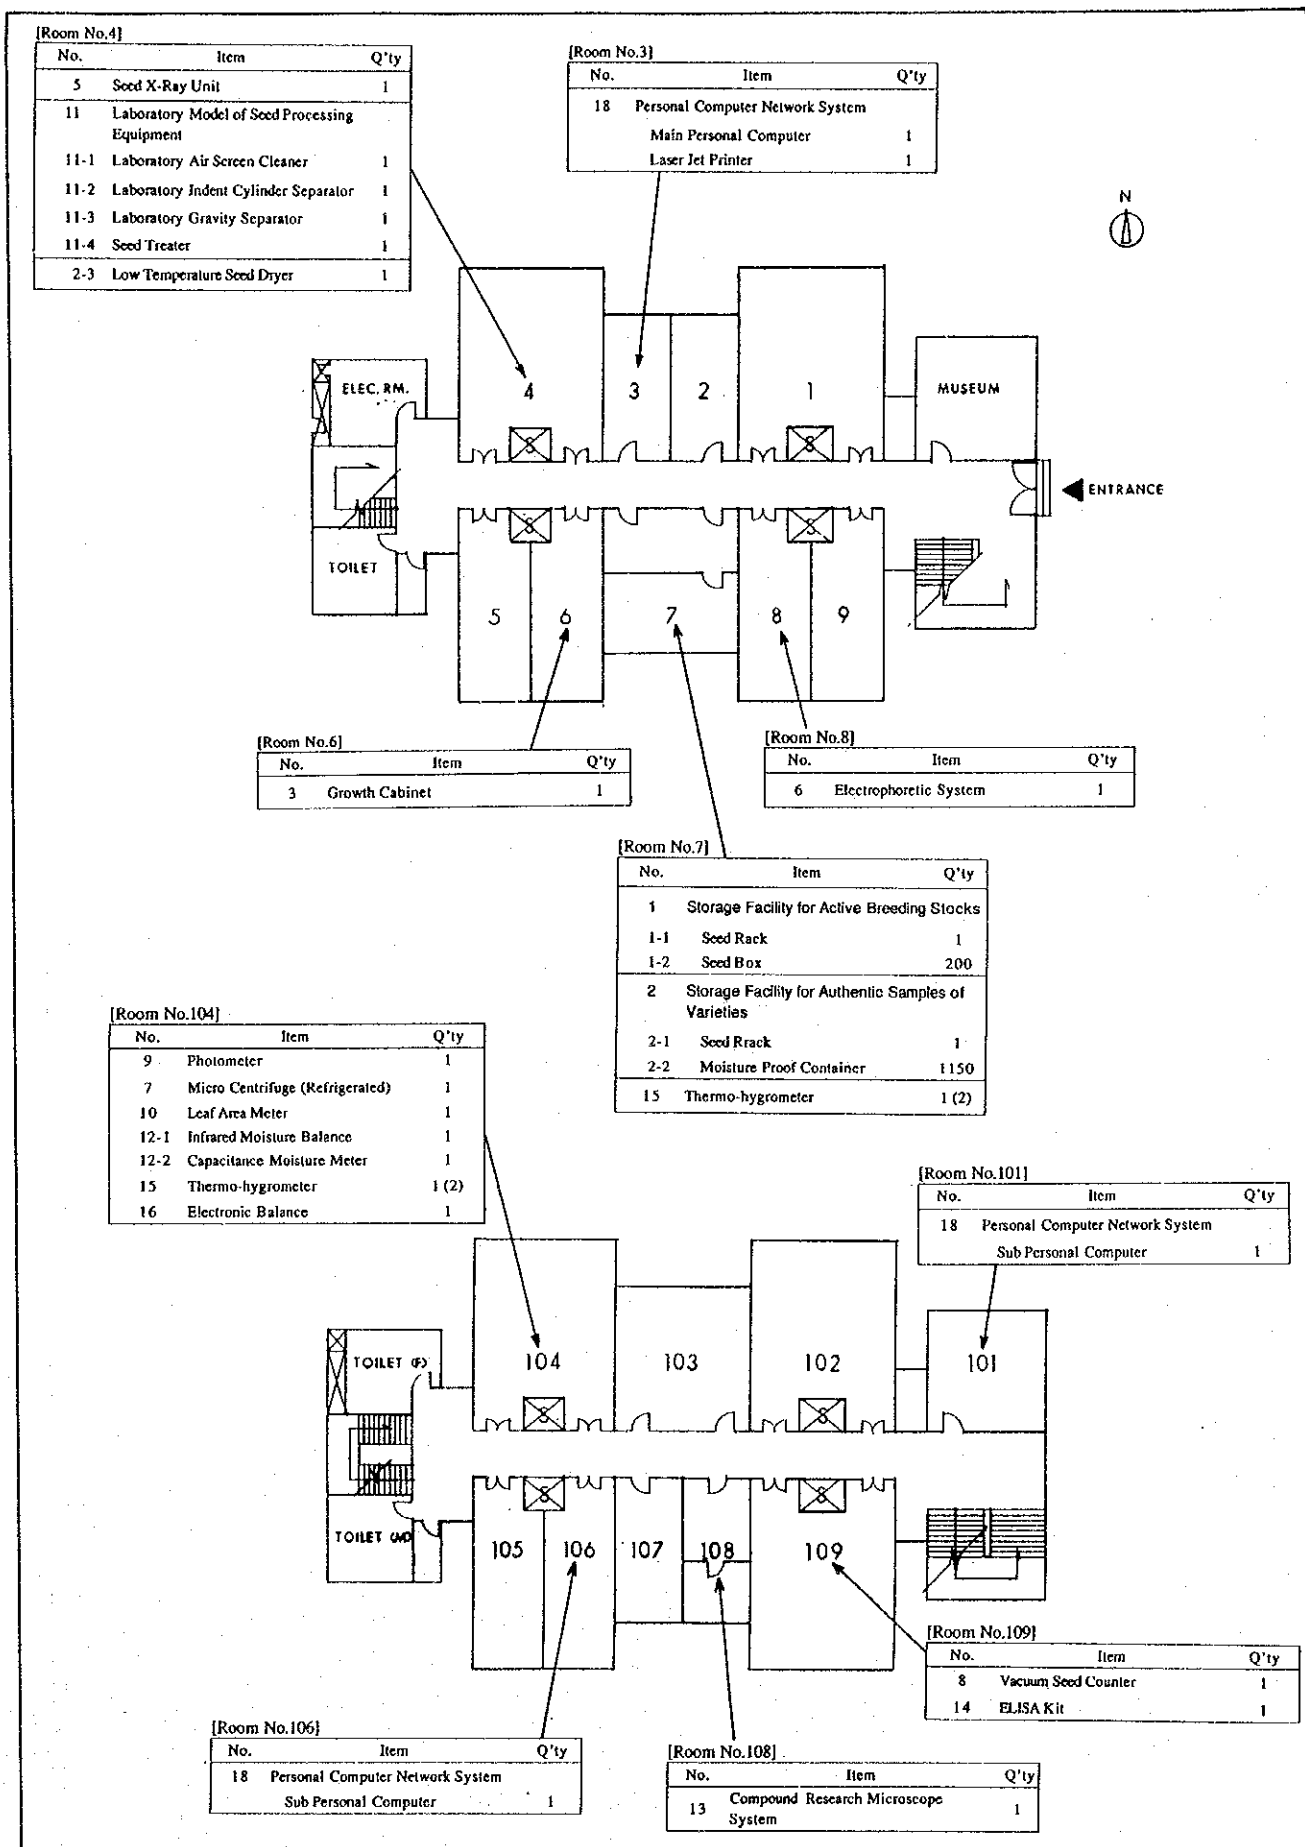 [Room No.4]
No. Item Q'ty
5 Seed X-Ray Unit 1
11 Laboratory Model of Seed Processing
Equipment
11-1 Laboratory Air Screen Cleaner 1
11-2 Laboratory Indent Cylinder Separator 1
11-3 Laboratory Gravity Separator 1
11-4 Seed Treater 1
2-3 Low Temperature Seed Dryer 1
[Room No.3]
No. Item Q'ty
18 Personal Computer Network System
Main Personal Computer 1
Laser Jet Printer 1
N
ELEC, RM.
4
3
2
1
MUSEUM
S
S
ENTRANCE
S
S
TOILET
5
6
7
8
9
[Room No.6]
No. Item Q'ty
3 Growth Cabinet 1
[Room No.8]
No. Item Q'ty
6 Electrophoretic System 1
[Room No.7]
No. Item Q'ty
1 Storage Facility for Active Breeding Stocks
1-1 Seed Rack 1
1-2 Seed Box 200
2 Storage Facility for Authentic Samples of
Varieties
2-1 Seed Rrack 1
2-2 Moisture Proof Container 1150
15 Thermo-hygrometer 1 (2)
[Room No.104]
No. Item Q'ty
9 Photometer 1
7 Micro Centrifuge (Refrigerated) 1
10 Leaf Area Meter 1
12-1 Infrared Moisture Balance 1
12-2 Capacitance Moisture Meter 1
15 Thermo-hygrometer 1 (2)
16 Electronic Balance 1
[Room No.101]
No. Item Q'ty
18 Personal Computer Network System
Sub Personal Computer 1
TOILET (F)
104
103
102
101
S
S
S
S
TOILET (M)
105
106
107
108
109
[Room No.109]
No. Item Q'ty
8 Vacuum Seed Counter 1
14 ELISA Kit 1
[Room No.106]
No. Item Q'ty
18 Personal Computer Network System
Sub Personal Computer 1
[Room No.108]
No. Item Q'ty
13 Compound Research Microscope
System 1